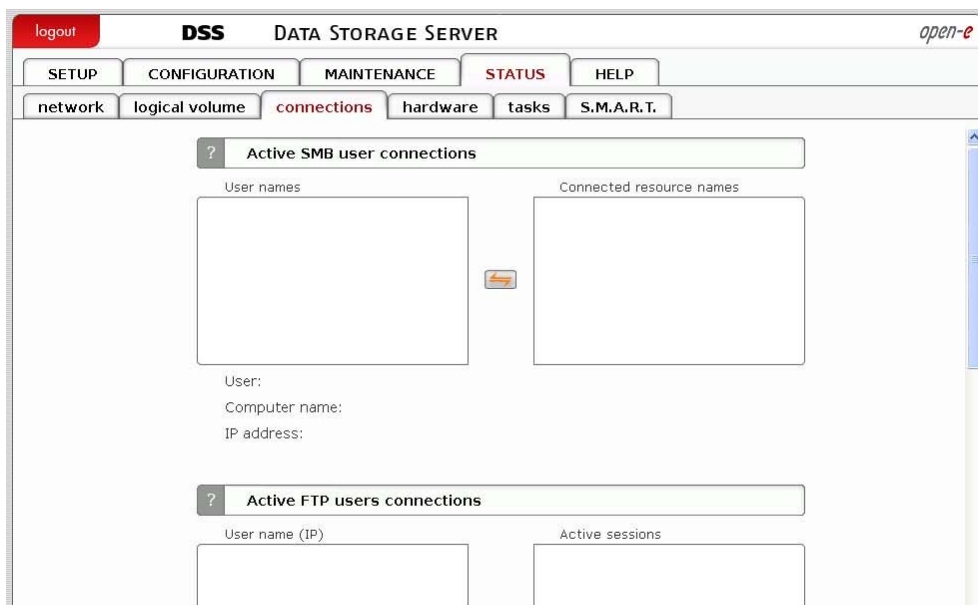 logout DSS DATA STORAGE SERVER open-e
SETUP CONFIGURATION MAINTENANCE STATUS HELP
network logical volume connections hardware tasks S.M.A.R.T.
? Active SMB user connections
User names Connected resource names
User:
Computer name:
IP address:
? Active FTP users connections
User name (IP) Active sessions